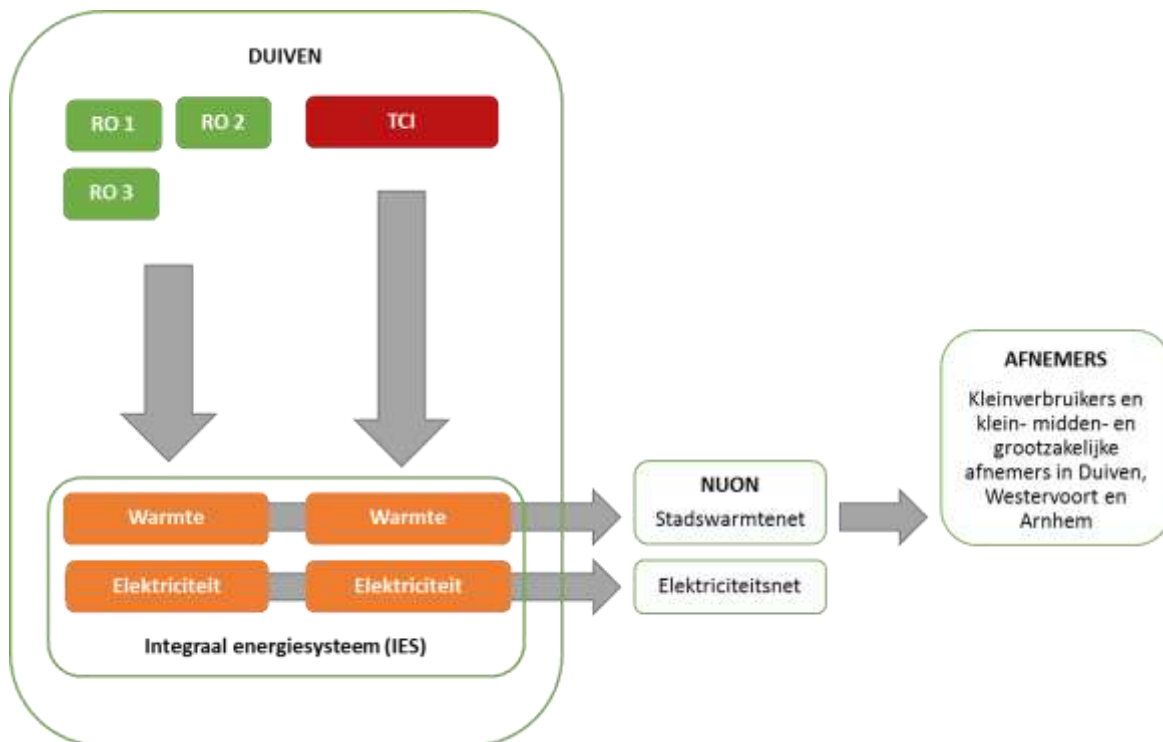 DUIVEN
RO 1
RO 2
TCI
RO 3
Warmte
Warmte
Elektriciteit
Elektriciteit
Integraal energiesysteem (IES)
NUON
Stadswarmtenet
Elektriciteitsnet
AFNEMERS
Kleinverbruikers en
klein- midden- en
grootzakelijke
afnemers in Duiven,
Westervoort en
Arnhem